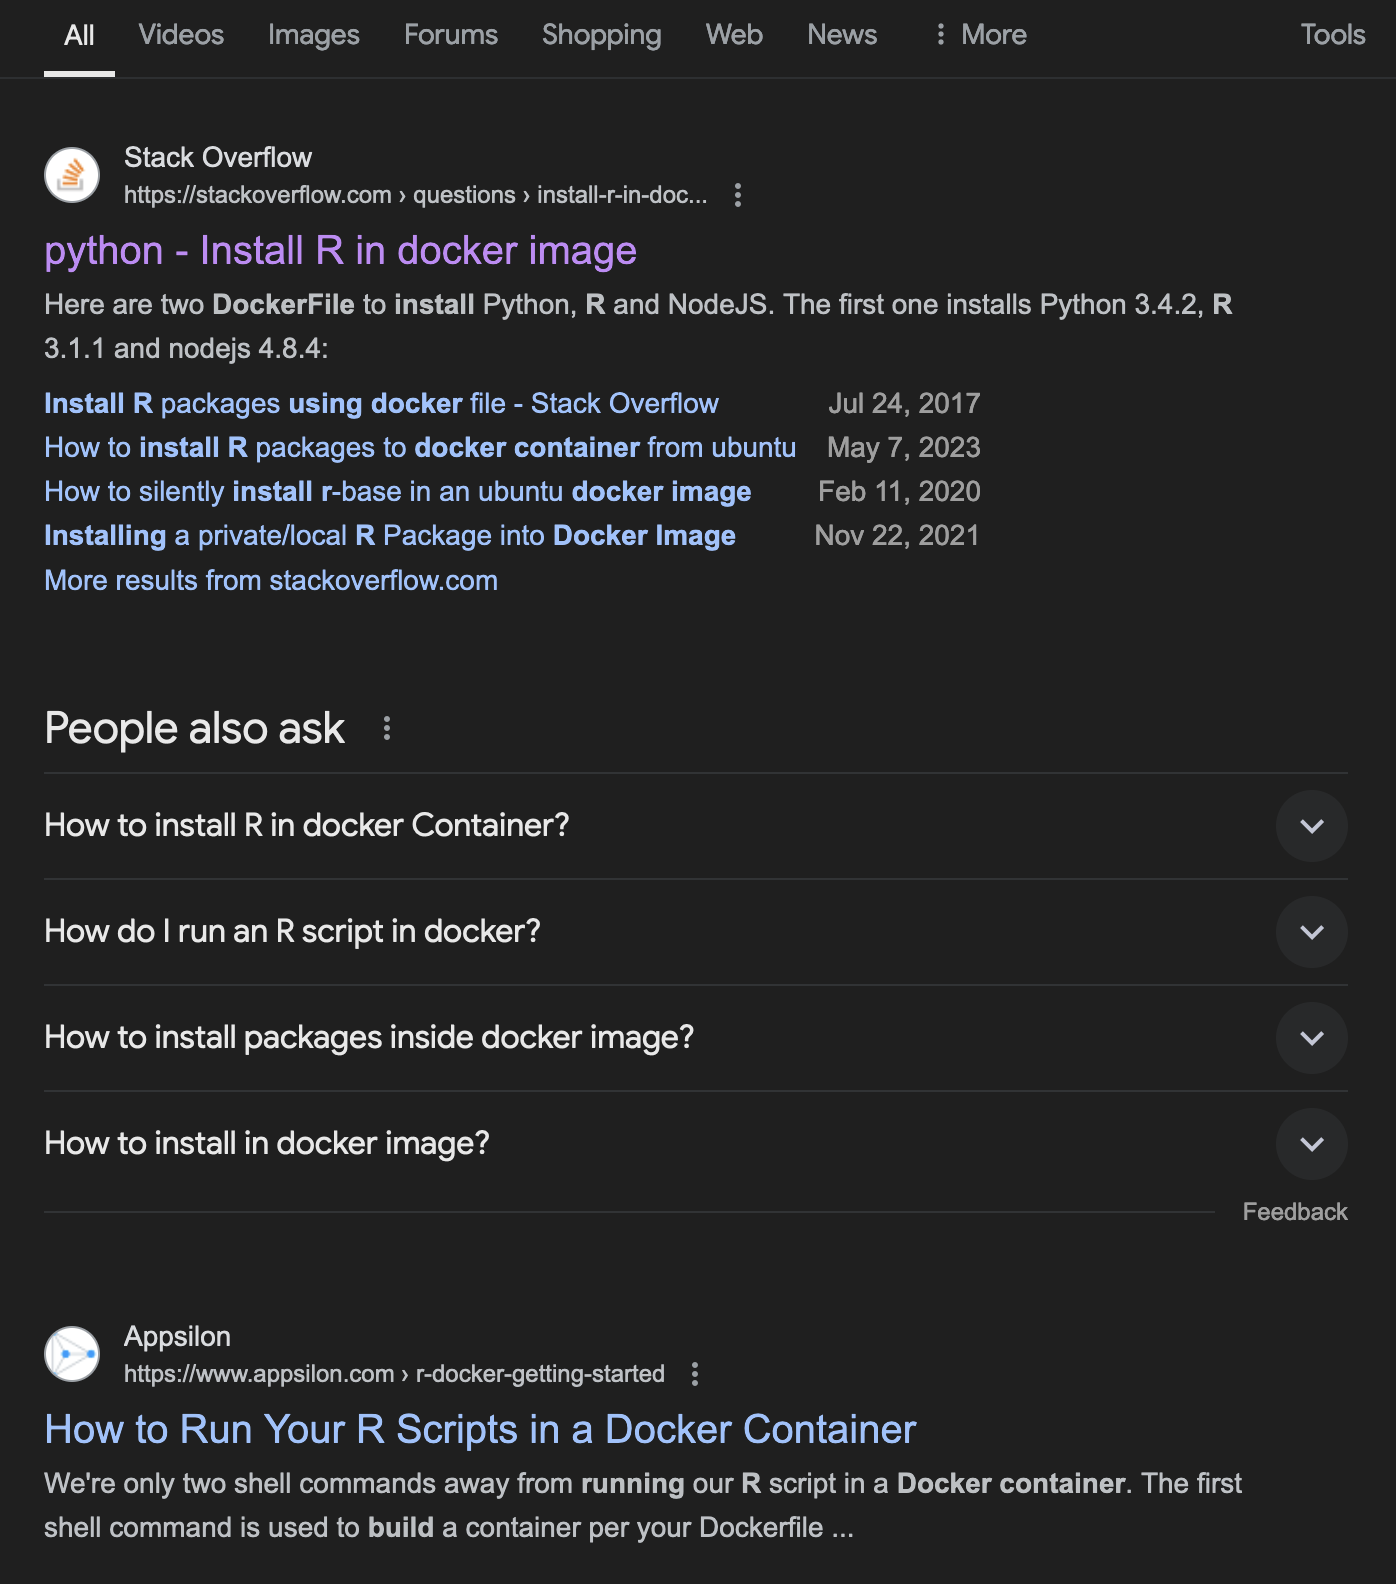 All Videos Images Forums Shopping Web News More Tools
Stack Overflow
https://stackoverflow.com › questions › install-r-in-doc...
python - Install R in docker image
Here are two DockerFile to install Python, R and NodeJS. The first one installs Python 3.4.2, R
3.1.1 and nodejs 4.8.4:
Install R packages using docker file - Stack Overflow Jul 24, 2017
How to install R packages to docker container from ubuntu May 7, 2023
How to silently install r-base in an ubuntu docker image Feb 11, 2020
Installing a private/local R Package into Docker Image Nov 22, 2021
More results from stackoverflow.com
People also ask
How to install R in docker Container?
How do I run an R script in docker?
How to install packages inside docker image?
How to install in docker image?
Feedback
Appsilon
https://www.appsilon.com › r-docker-getting-started
How to Run Your R Scripts in a Docker Container
We're only two shell commands away from running our R script in a Docker container. The first
shell command is used to build a container per your Dockerfile ...